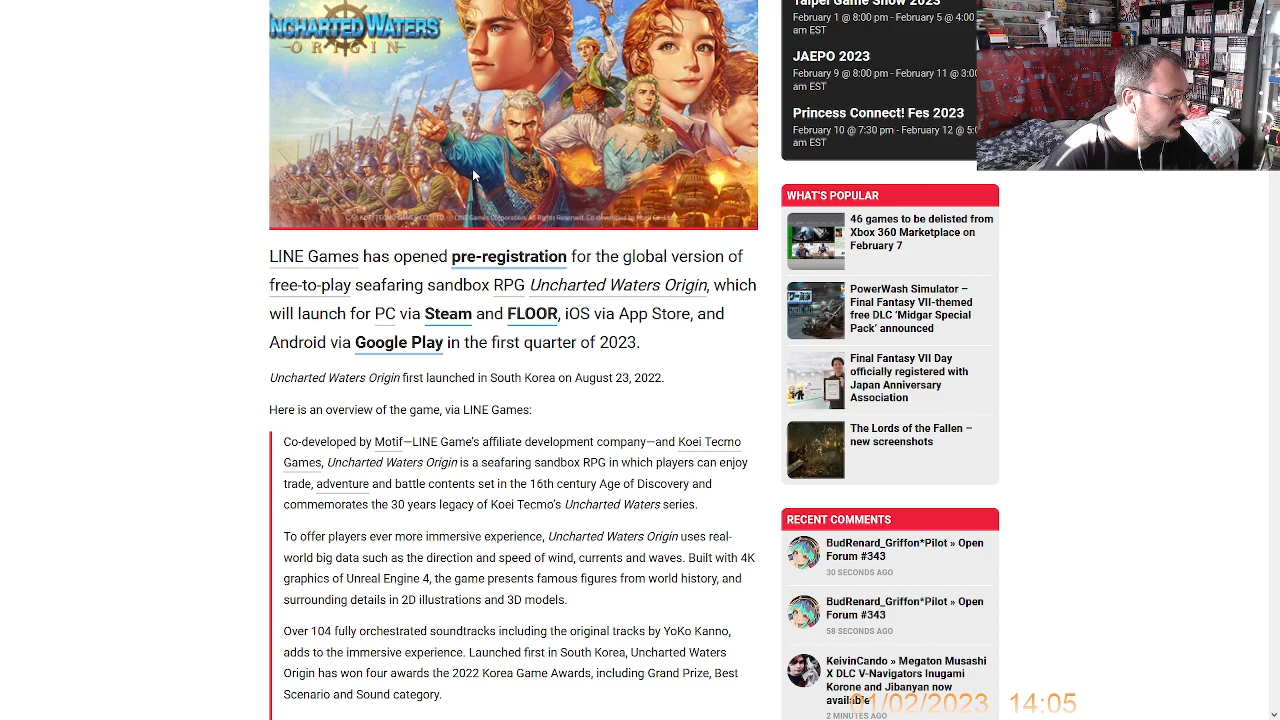 NCHARTED WATERS
ORIGIN
LINE Games has opened pre-registration for the global version of
free-to-play seafaring sandbox RPG Uncharted Waters Origin, which
will launch for PC via Steam and FLOOR, iOS via App Store, and
Android via Google Play in the first quarter of 2023.
Uncharted Waters Origin first launched in South Korea on August 23, 2022.
Here is an overview of the game, via LINE Games:
Co-developed by Motif—LINE Game's affiliate development company—and Koei Tecmo
Games, Uncharted Waters Origin is a seafaring sandbox RPG in which players can enjoy
trade, adventure and battle contents set in the 16th century Age of Discovery and
commemorates the 30 years legacy of Koei Tecmo's Uncharted Waters series.
To offer players ever more immersive experience, Uncharted Waters Origin uses real-
world big data such as the direction and speed of wind, currents and waves. Built with 4K
graphics of Unreal Engine 4, the game presents famous figures from world history, and
surrounding details in 2D illustrations and 3D models.
Over 104 fully orchestrated soundtracks including the original tracks by YoKo Kanno,
adds to the immersive experience. Launched first in South Korea, Uncharted Waters
Origin has won four awards the 2022 Korea Game Awards, including Grand Prize, Best
Scenario and Sound category.
Taipei Game Show 2023
February 1 @ 8:00 pm - February 5 @ 4:00
am EST
JAEPO 2023
February 9 @ 8:00 pm - February 11 @ 3:00
am EST
Princess Connect! Fes 2023
February 10 @ 7:30 pm - February 12 @ 5:0
am EST
WHAT'S POPULAR
46 games to be delisted from
Xbox 360 Marketplace on
February 7
PowerWash Simulator –
Final Fantasy VII-themed
free DLC 'Midgar Special
Pack' announced
Final Fantasy VII Day
officially registered with
Japan Anniversary
Association
The Lords of the Fallen –
new screenshots
RECENT COMMENTS
BudRenard_Griffon*Pilot » Open
Forum #343
30 SECONDS AGO
BudRenard_Griffon*Pilot » Open
Forum #343
58 SECONDS AGO
KeivinCando » Megaton Musashi
X DLC V-Navigators Inugami
Korone and Jibanyan now
available
2 MINUTES AGO
01/02/2023 14:05